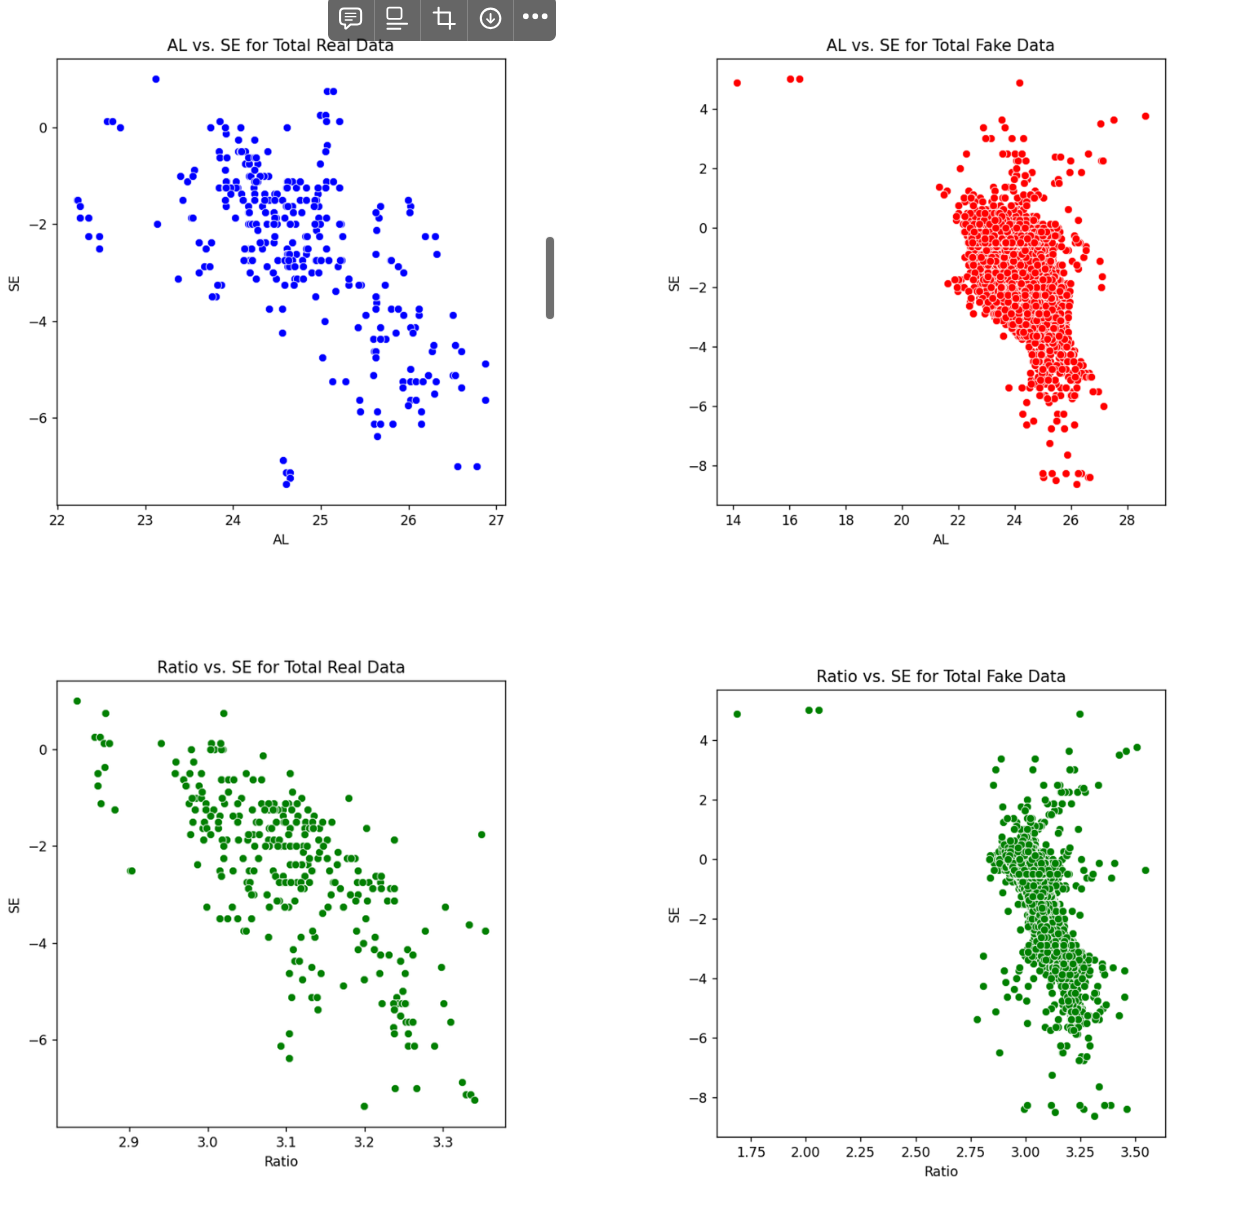 AL vs. SE for Total Real Data
SE
0
−2
−4
−6
22 23 24 25 26 27
AL
AL vs. SE for Total Fake Data
SE
4
2
0
−2
−4
−6
−8
14 16 18 20 22 24 26 28
AL
Ratio vs. SE for Total Real Data
SE
0
−2
−4
−6
2.9 3.0 3.1 3.2 3.3
Ratio
Ratio vs. SE for Total Fake Data
SE
4
2
0
−2
−4
−6
−8
1.75 2.00 2.25 2.50 2.75 3.00 3.25 3.50
Ratio